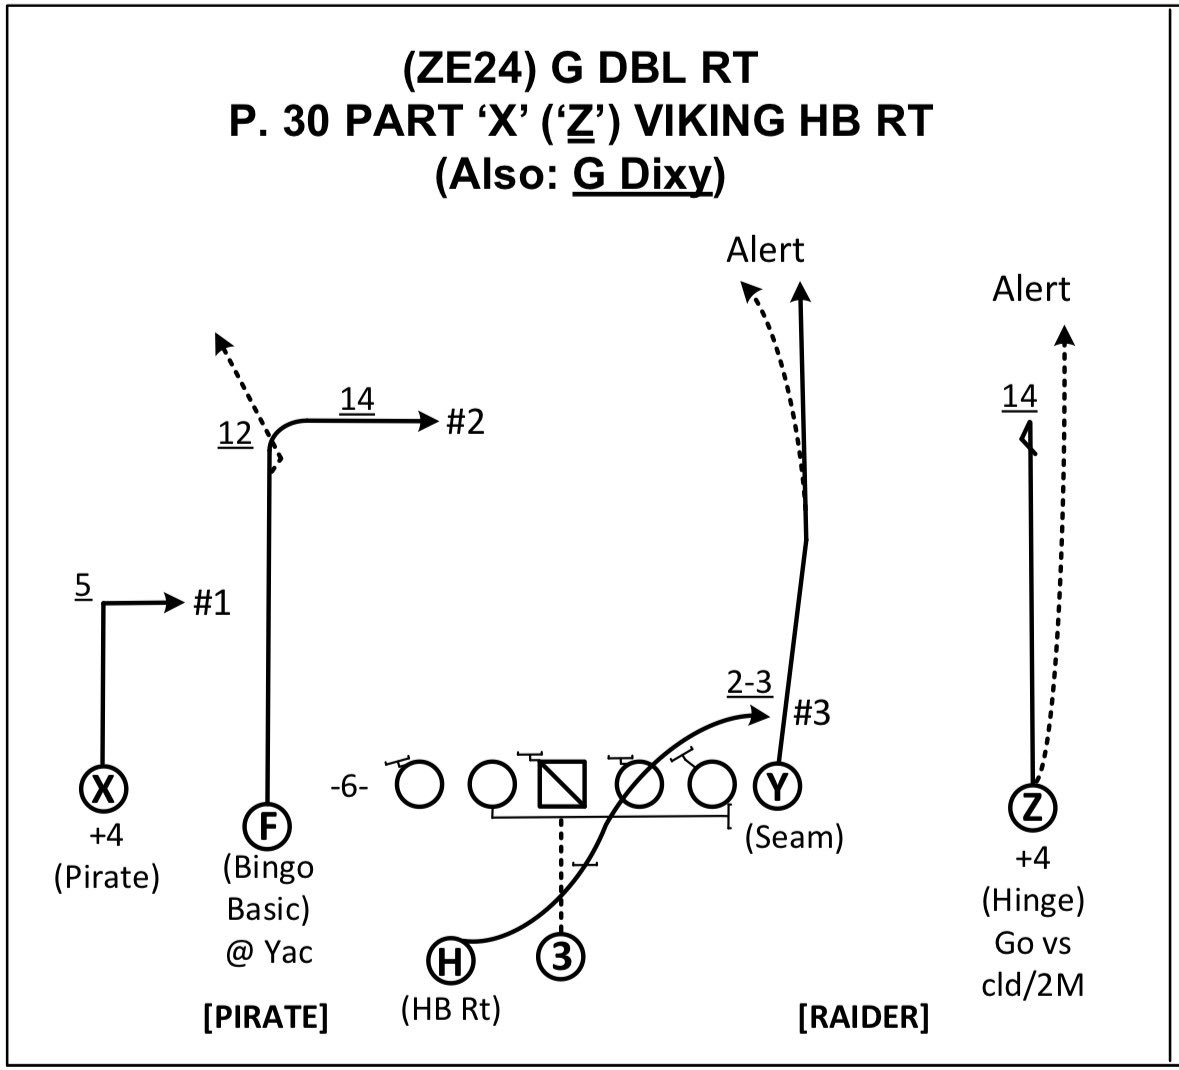 (ZE24) G DBL RT
P. 30 PART ‘X’ (‘Z’) VIKING HB RT
(Also: G Dixy)
Alert
Alert
14
#2
12
14
5
#1
2-3
#3
X
+4
(Pirate)
F
(Bingo
Basic)
@ Yac
-6-
Y
(Seam)
Z
+4
(Hinge)
Go vs
cld/2M
H
(HB Rt)
3
[PIRATE]
[RAIDER]